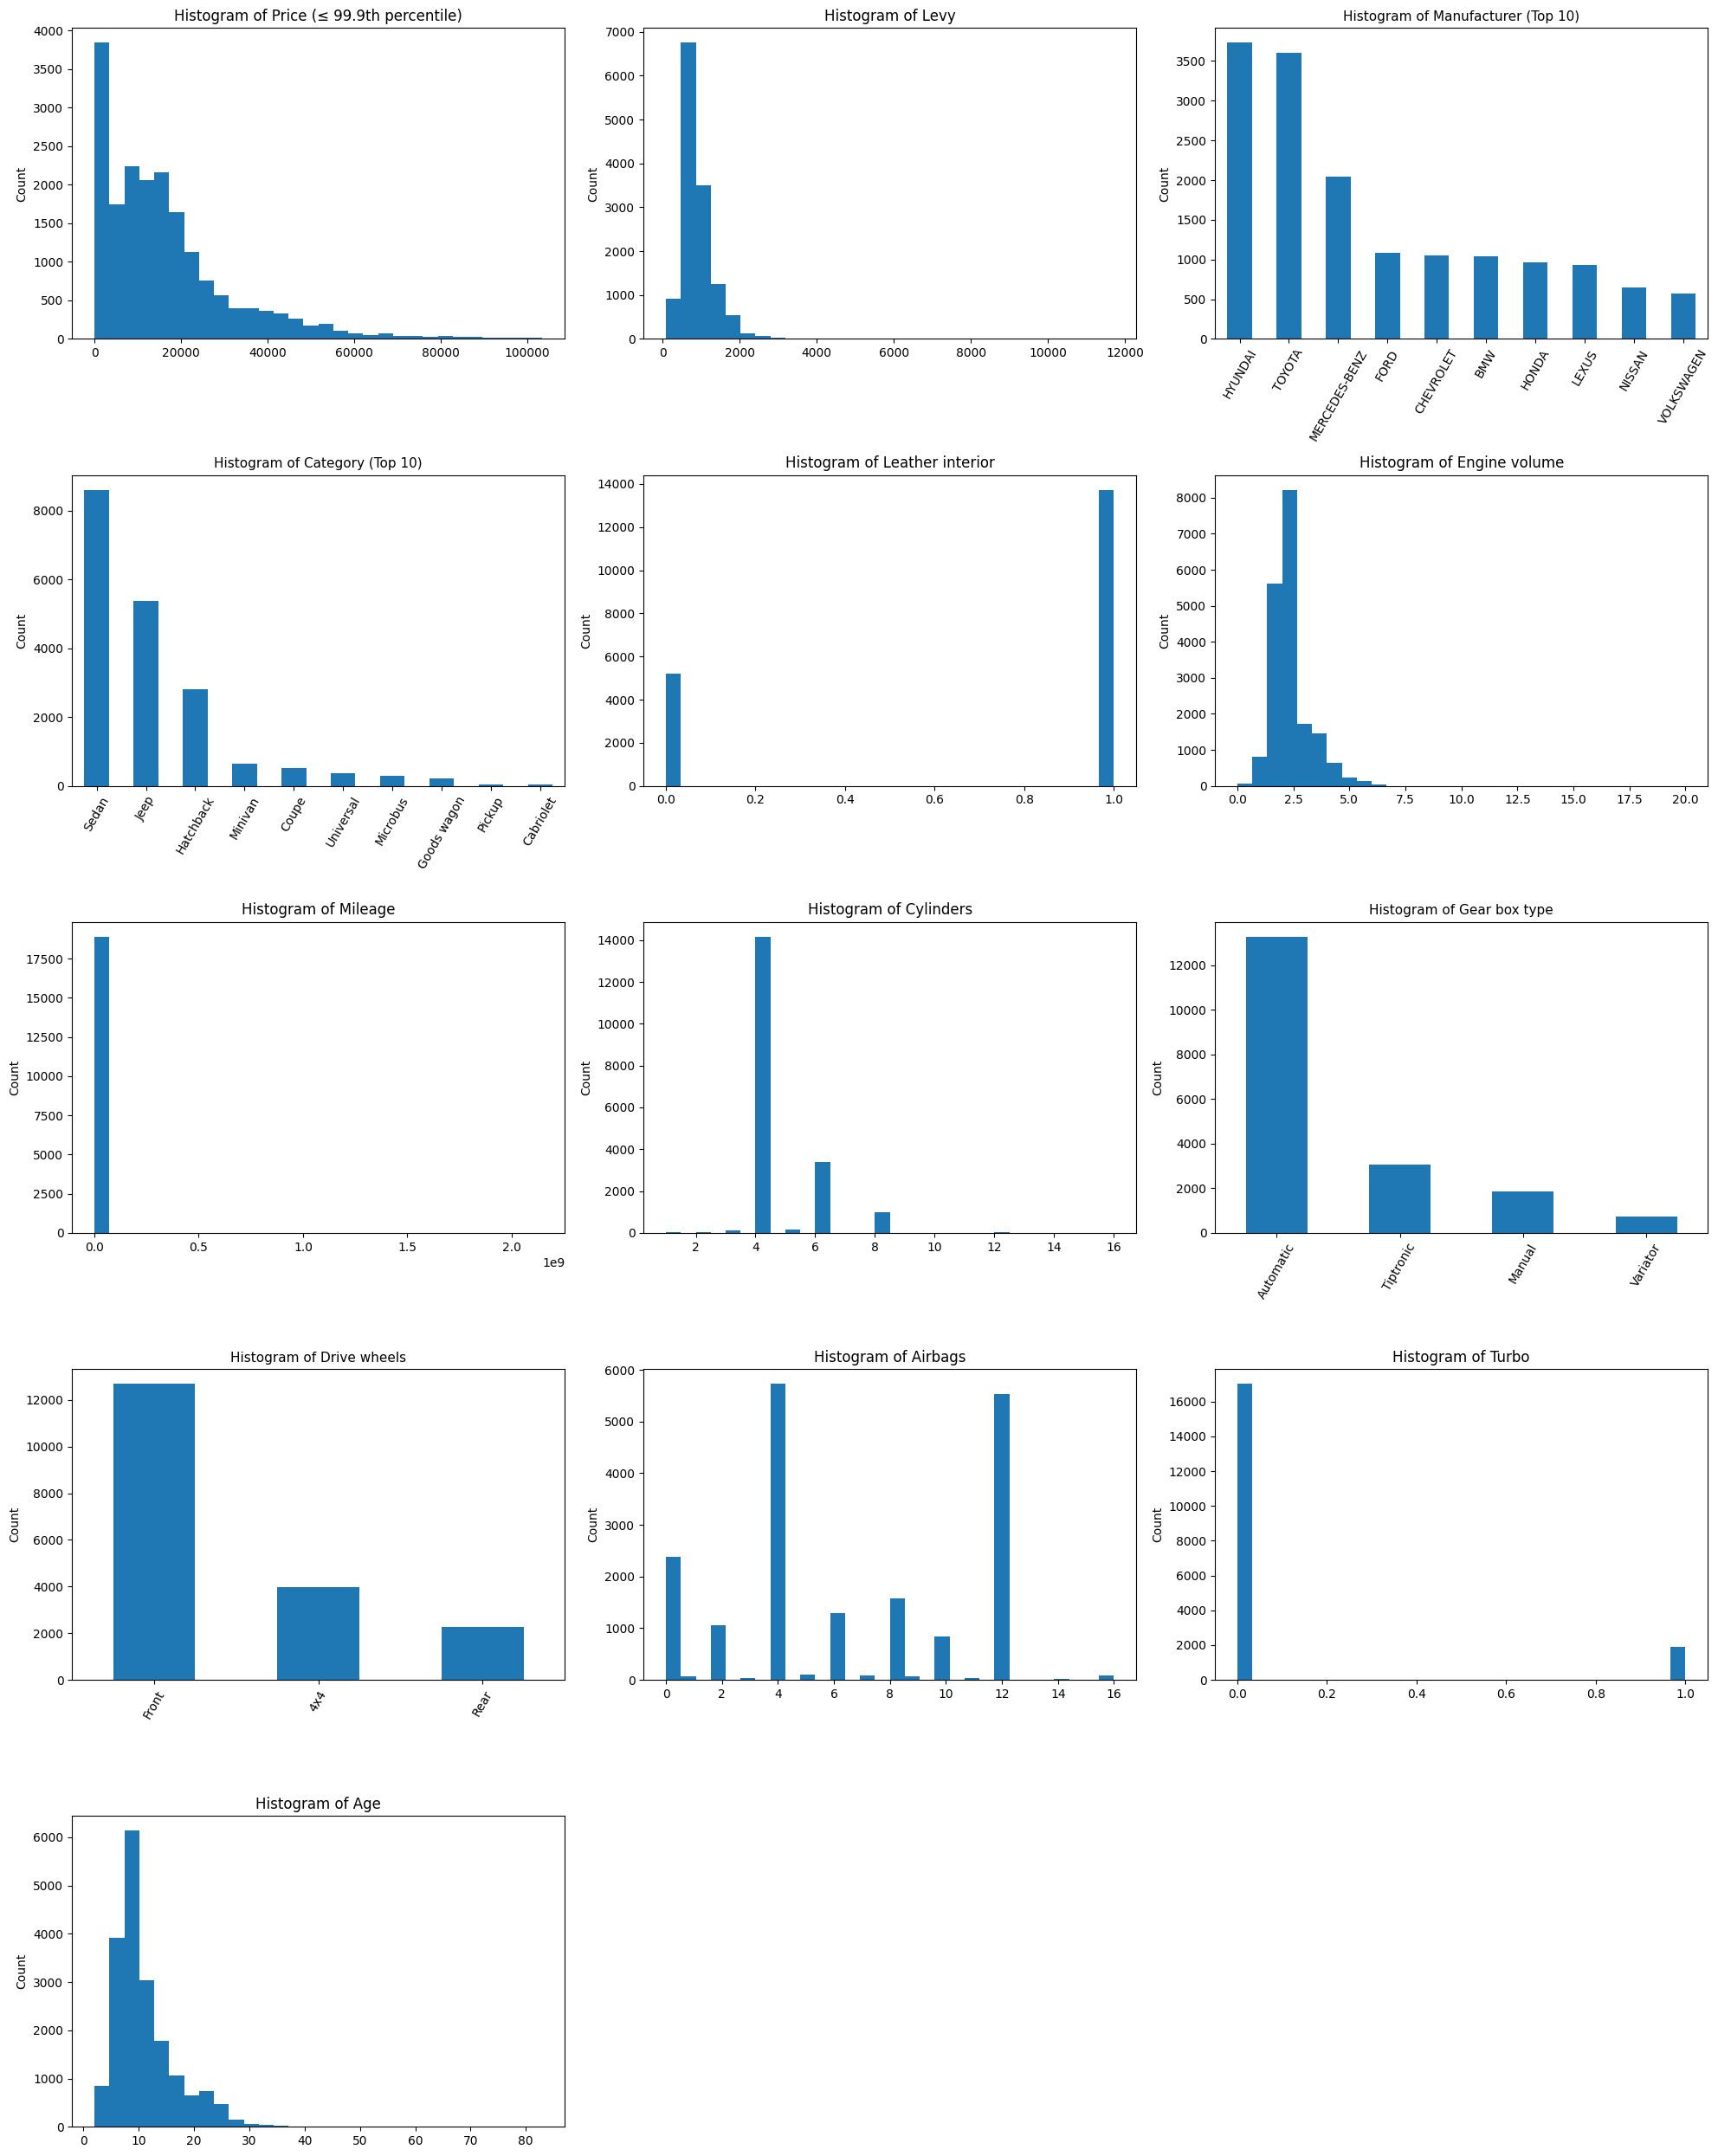 Histogram of Price (≤ 99.9th percentile)
Count
4000
3500
3000
2500
2000
1500
1000
500
0
0 20000 40000 60000 80000 100000
Histogram of Levy
Count
7000
6000
5000
4000
3000
2000
1000
0
0 2000 4000 6000 8000 10000 12000
Histogram of Manufacturer (Top 10)
Count
3500
3000
2500
2000
1500
1000
500
0
HYUNDAI TOYOTA MERCEDES-BENZ FORD CHEVROLET BMW HONDA LEXUS NISSAN VOLKSWAGEN
Histogram of Category (Top 10)
Count
8000
6000
4000
2000
0
Sedan Jeep Hatchback Minivan Coupe Universal Microbus Goods wagon Pickup Cabriolet
Histogram of Leather interior
Count
14000
12000
10000
8000
6000
4000
2000
0
0.0 0.2 0.4 0.6 0.8 1.0
Histogram of Engine volume
Count
8000
7000
6000
5000
4000
3000
2000
1000
0
0.0 2.5 5.0 7.5 10.0 12.5 15.0 17.5 20.0
Histogram of Mileage
Count
17500
15000
12500
10000
7500
5000
2500
0
0.0 0.5 1.0 1.5 2.0
1e9
Histogram of Cylinders
Count
14000
12000
10000
8000
6000
4000
2000
0
2 4 6 8 10 12 14 16
Histogram of Gear box type
Count
12000
10000
8000
6000
4000
2000
0
Automatic Tiptronic Manual Variator
Histogram of Drive wheels
Count
12000
10000
8000
6000
4000
2000
0
Front 4x4 Rear
Histogram of Airbags
Count
6000
5000
4000
3000
2000
1000
0
0 2 4 6 8 10 12 14 16
Histogram of Turbo
Count
16000
14000
12000
10000
8000
6000
4000
2000
0
0.0 0.2 0.4 0.6 0.8 1.0
Histogram of Age
Count
6000
5000
4000
3000
2000
1000
0
0 10 20 30 40 50 60 70 80